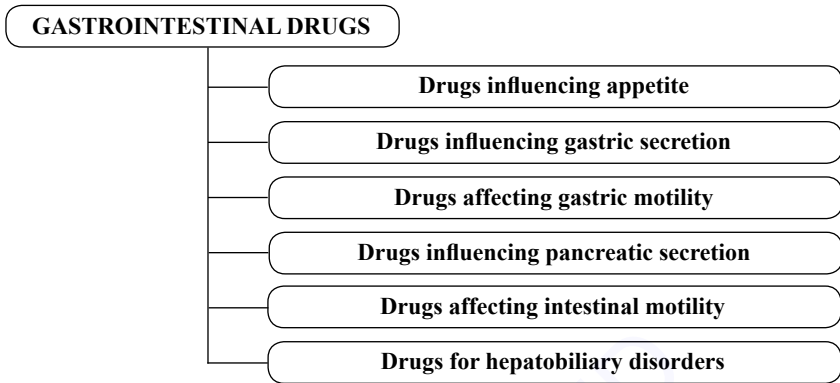 GASTROINTESTINAL DRUGS
Drugs influencing appetite
Drugs influencing gastric secretion
Drugs affecting gastric motility
Drugs influencing pancreatic secretion
Drugs affecting intestinal motility
Drugs for hepatobiliary disorders